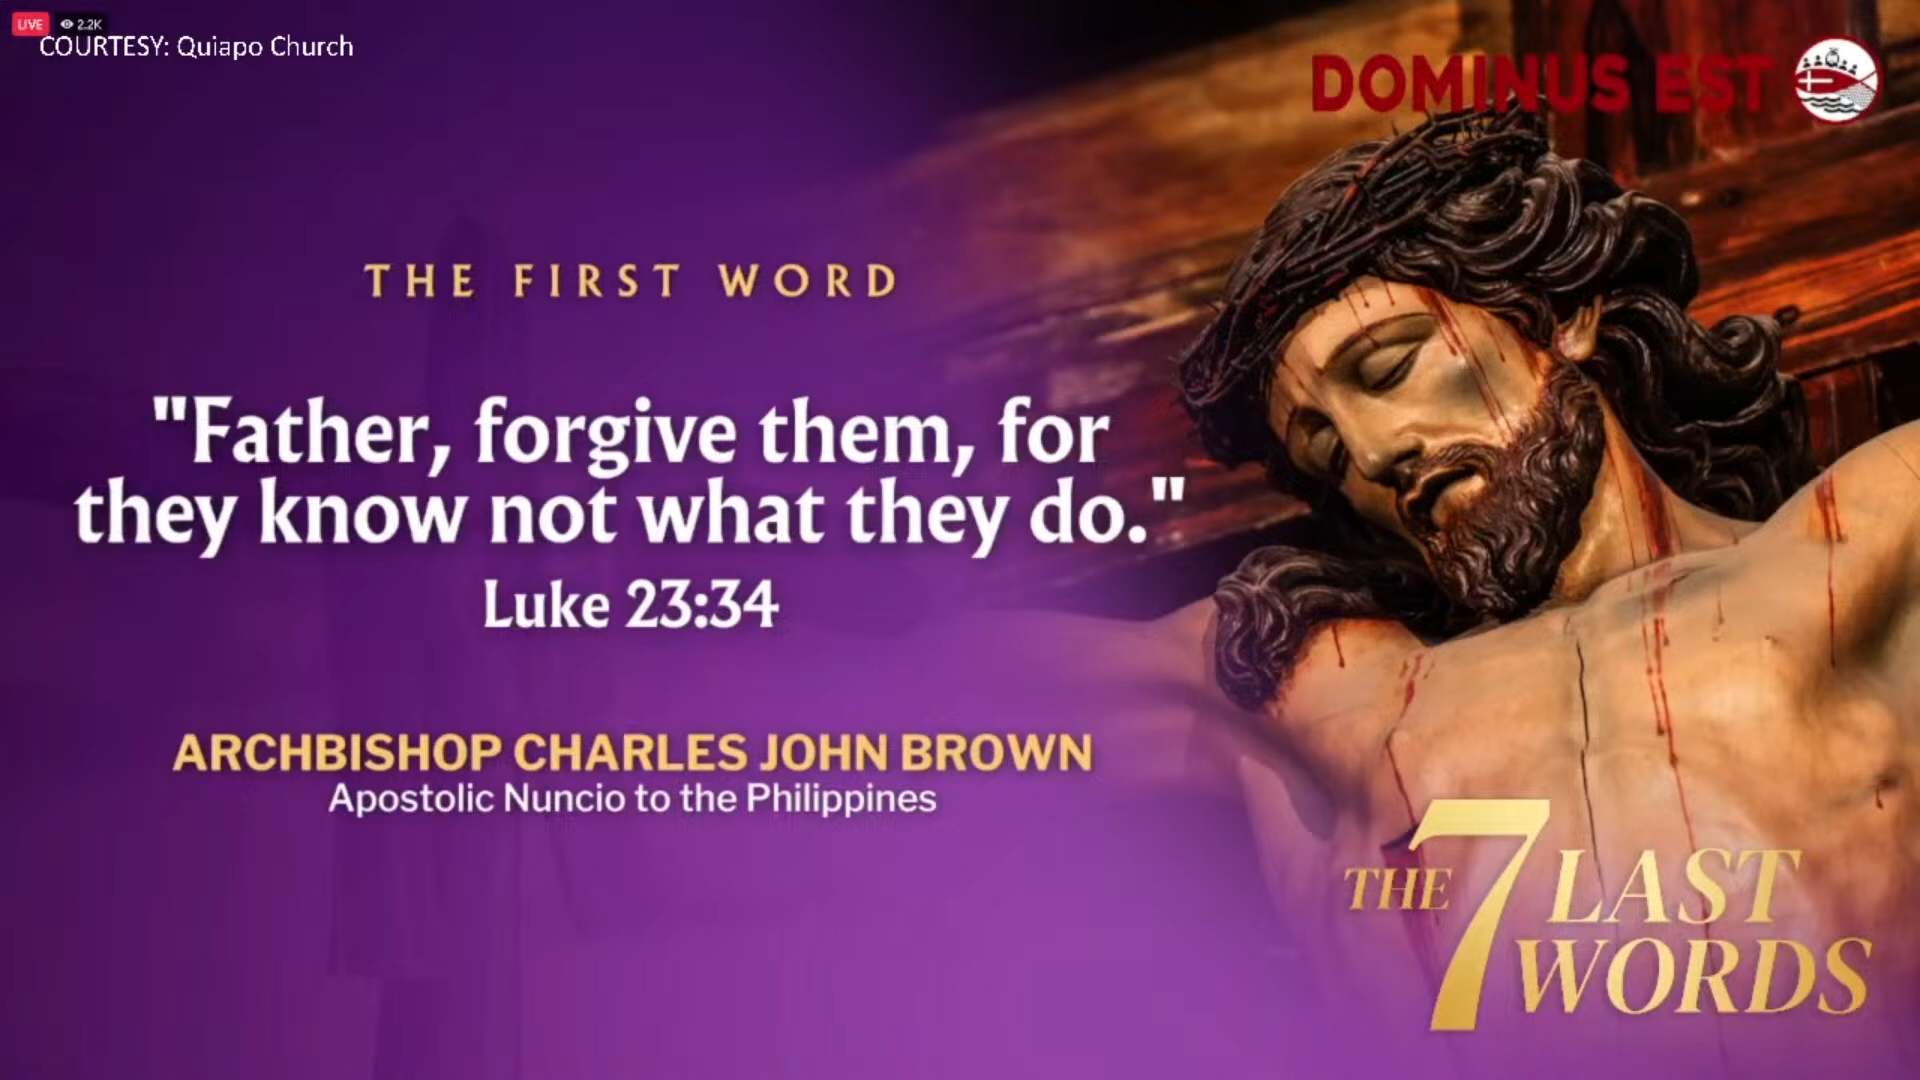 LIVE 2.2K
COURTESY: Quiapo Church
DOMINUS EST
THE FIRST WORD
"Father, forgive them, for
they know not what they do."
Luke 23:34
ARCHBISHOP CHARLES JOHN BROWN
Apostolic Nuncio to the Philippines
THE 7 LAST
WORDS